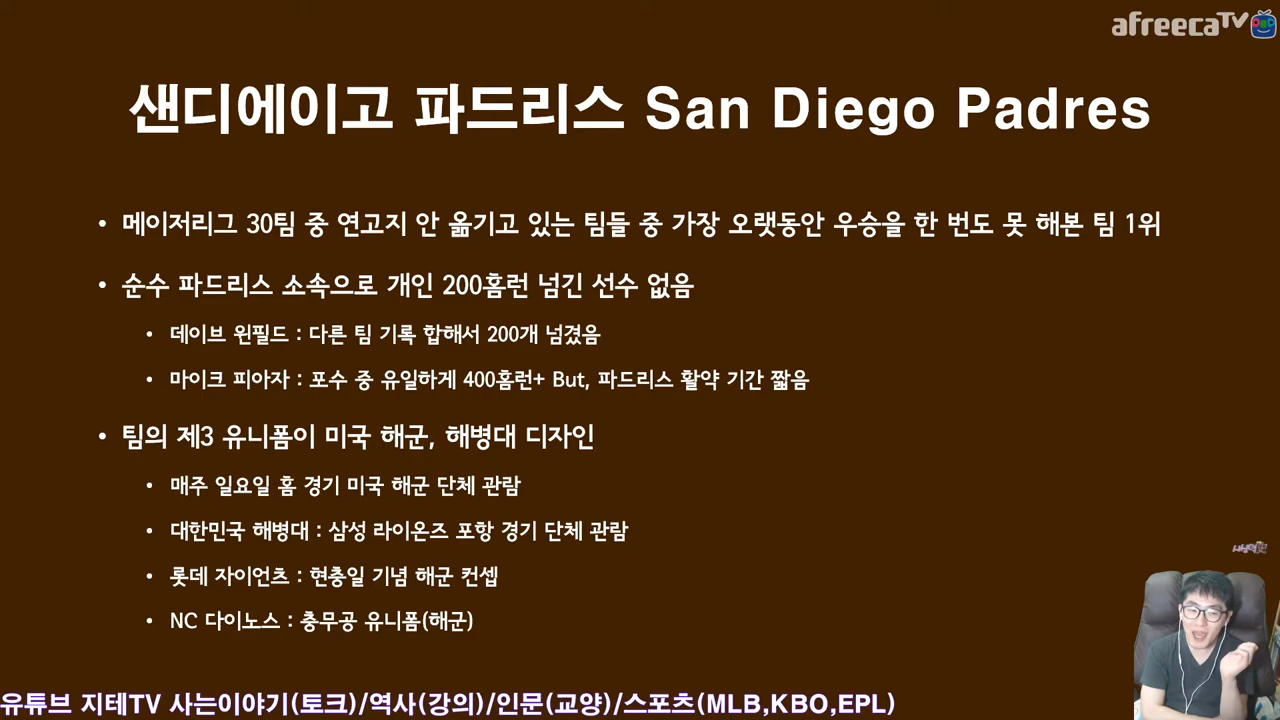 afreecaTV
샌디에이고 파드리스 San Diego Padres
• 메이저리그 30팀 중 연고지 안 옮기고 있는 팀들 중 가장 오랫동안 우승을 한 번도 못 해본 팀 1위
• 순수 파드리스 소속으로 개인 200홈런 넘긴 선수 없음
• 데이브 윈필드 : 다른 팀 기록 합해서 200개 넘겼음
• 마이크 피아자 : 포수 중 유일하게 400홈런+ But, 파드리스 활약 기간 짧음
• 팀의 제3 유니폼이 미국 해군, 해병대 디자인
• 매주 일요일 홈 경기 미국 해군 단체 관람
• 대한민국 해병대 : 삼성 라이온즈 포항 경기 단체 관람
• 롯데 자이언츠 : 현충일 기념 해군 컨셉
• NC 다이노스 : 충무공 유니폼(해군)
유튜브 지테TV 사는이야기(토크)/역사(강의)/인문(교양)/스포츠(MLB,KBO,EPL)